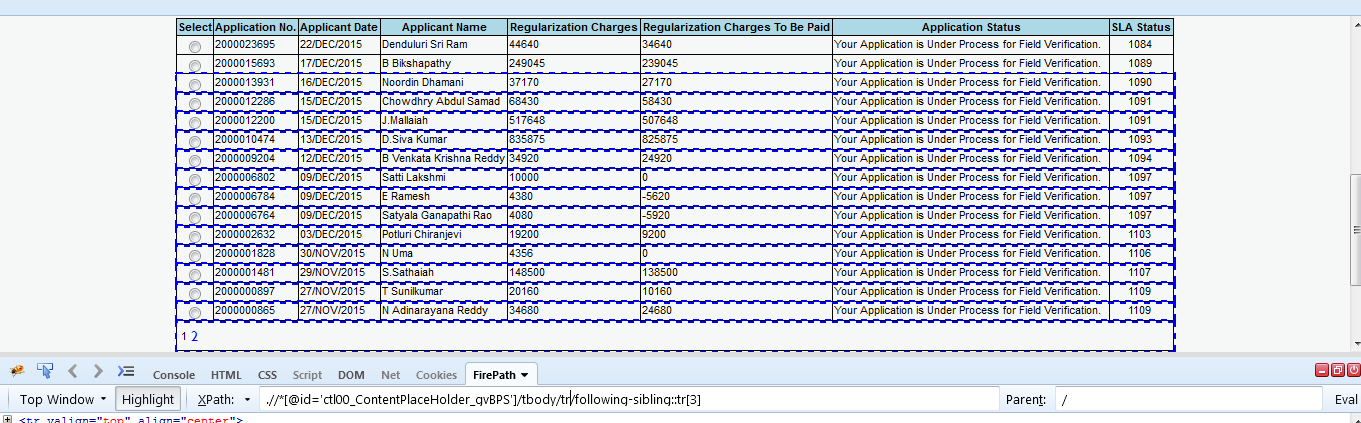 Select Application No. Applicant Date Applicant Name Regularization Charges Regularization Charges To Be Paid Application Status SLA Status
2000023695 22/DEC/2015 Denduluri Sri Ram 44640 34640 Your Application is Under Process for Field Verification. 1084
2000015693 17/DEC/2015 B Bikshapathy 249045 239045 Your Application is Under Process for Field Verification. 1089
2000013931 16/DEC/2015 Noordin Dhamani 37170 27170 Your Application is Under Process for Field Verification. 1090
2000012286 15/DEC/2015 Chowdhry Abdul Samad 68430 58430 Your Application is Under Process for Field Verification. 1091
2000012200 15/DEC/2015 J.Mallaiah 517648 507648 Your Application is Under Process for Field Verification. 1091
2000010474 13/DEC/2015 D.Siva Kumar 835875 825875 Your Application is Under Process for Field Verification. 1093
2000009204 12/DEC/2015 B Venkata Krishna Reddy 34920 24920 Your Application is Under Process for Field Verification. 1094
2000006802 09/DEC/2015 Satti Lakshmi 10000 0 Your Application is Under Process for Field Verification. 1097
2000006784 09/DEC/2015 E Ramesh 4380 -5620 Your Application is Under Process for Field Verification. 1097
2000006764 09/DEC/2015 Satyala Ganapathi Rao 4080 -5920 Your Application is Under Process for Field Verification. 1097
2000002632 03/DEC/2015 Potluri Chiranjevi 19200 9200 Your Application is Under Process for Field Verification. 1103
2000001828 30/NOV/2015 N Uma 4356 0 Your Application is Under Process for Field Verification. 1106
2000001481 29/NOV/2015 S.Sathaiah 148500 138500 Your Application is Under Process for Field Verification. 1107
2000000897 27/NOV/2015 T Sunilkumar 20160 10160 Your Application is Under Process for Field Verification. 1109
2000000865 27/NOV/2015 N Adinarayana Reddy 34680 24680 Your Application is Under Process for Field Verification. 1109
1 2
Console HTML CSS Script DOM Net Cookies FirePath
Top Window Highlight XPath: .//*[@id='ctl00_ContentPlaceHolder_gvBPS']/tbody/tr/following-sibling::tr[3] Parent: / Eval
<tr valign="top" align="center">